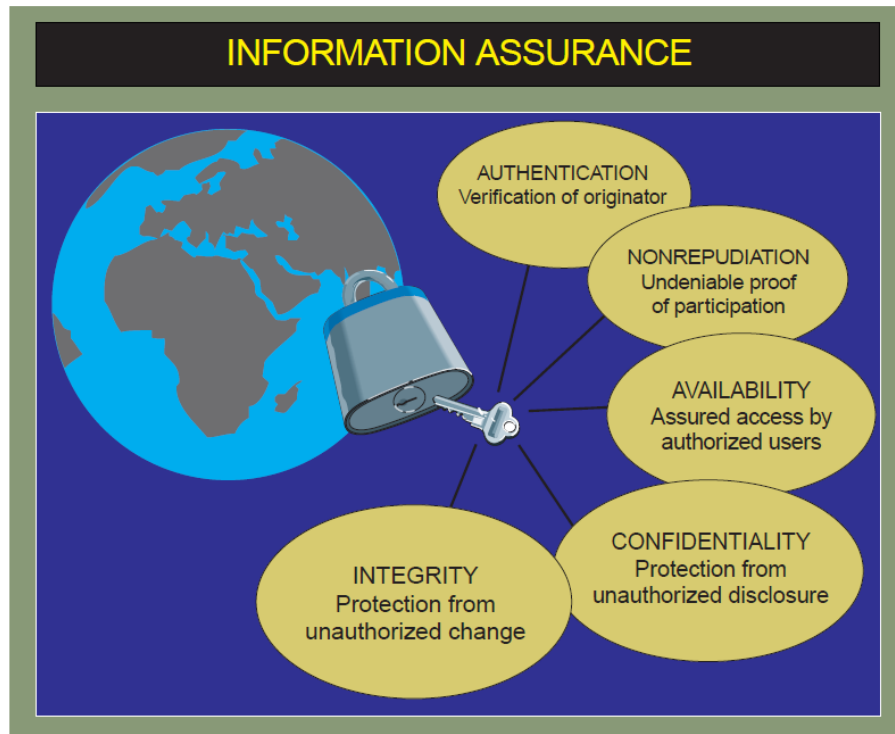 INFORMATION ASSURANCE
AUTHENTICATION
Verification of originator
NONREPUDIATION
Undeniable proof
of participation
AVAILABILITY
Assured access by
authorized users
CONFIDENTIALITY
Protection from
unauthorized disclosure
INTEGRITY
Protection from
unauthorized change